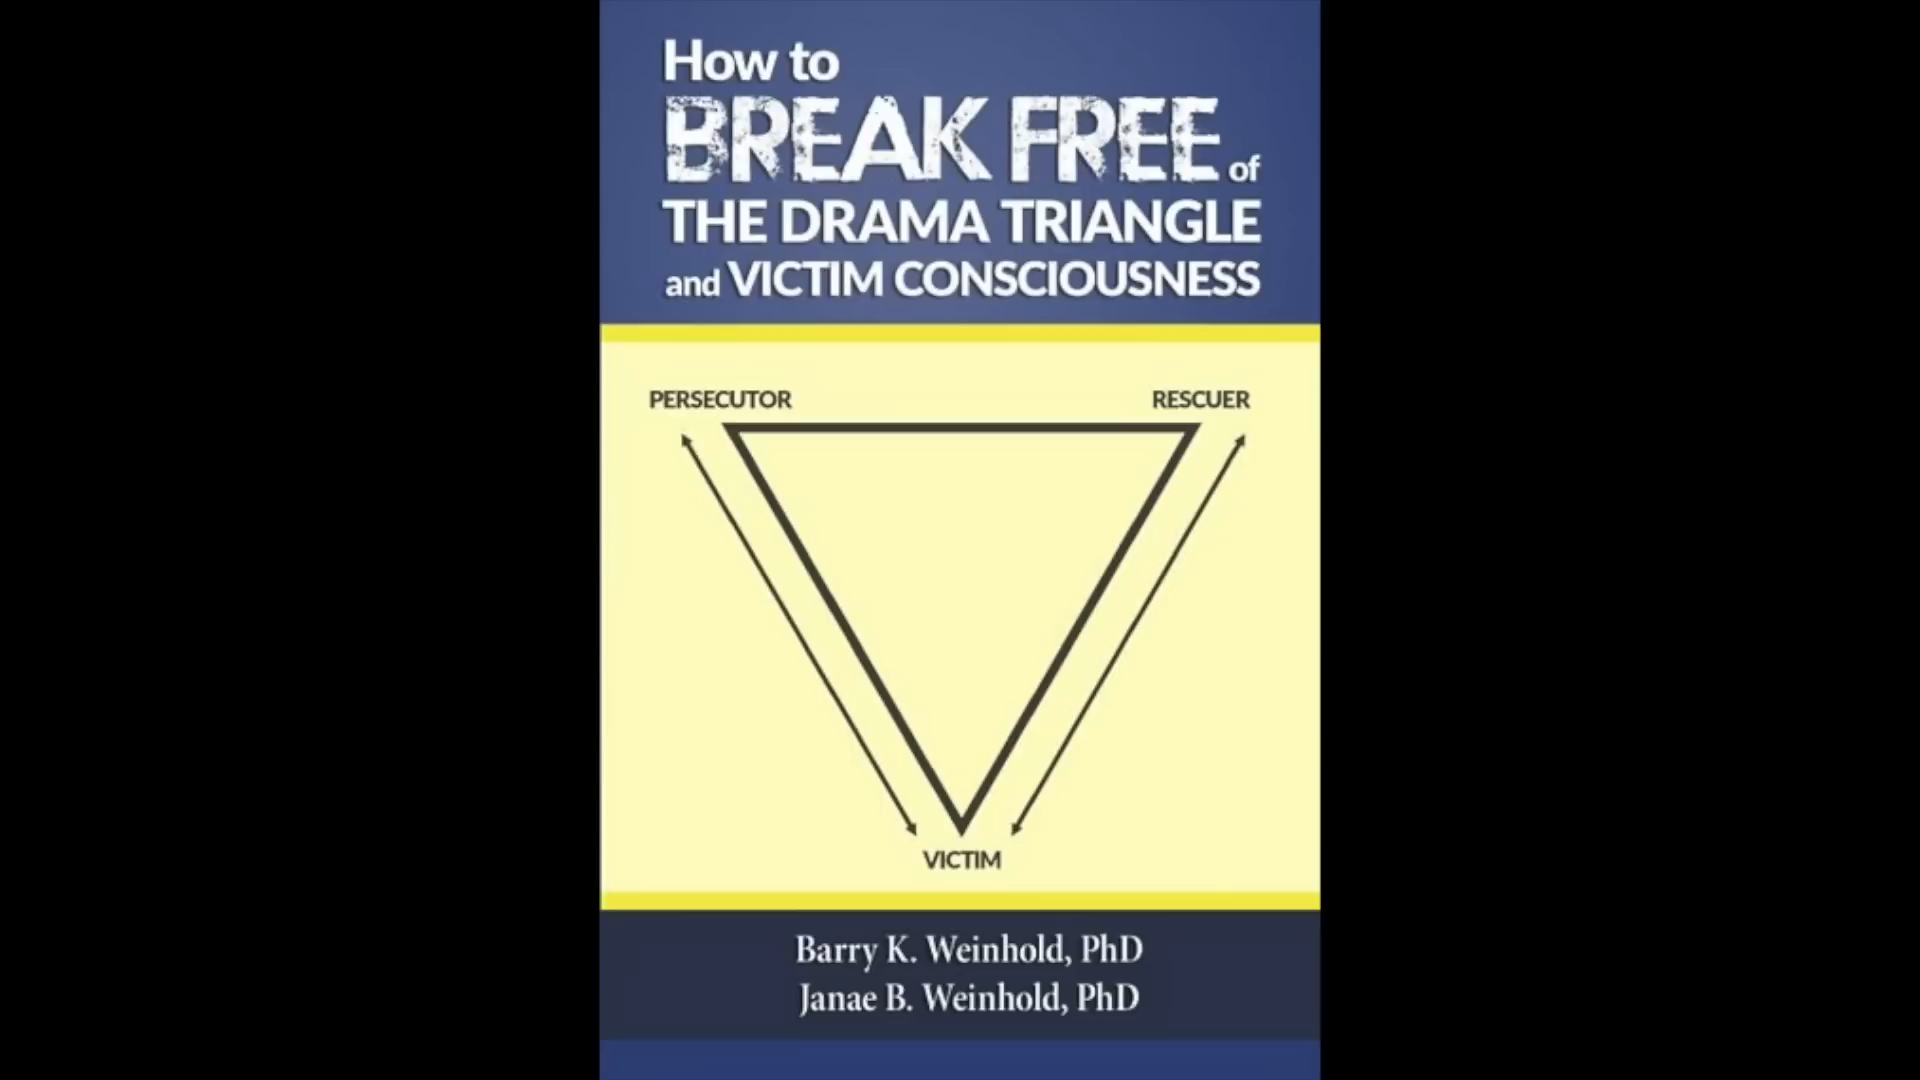 How to
BREAK FREE of
THE DRAMA TRIANGLE
and VICTIM CONSCIOUSNESS
PERSECUTOR
RESCUER
VICTIM
Barry K. Weinhold, PhD
Janae B. Weinhold, PhD